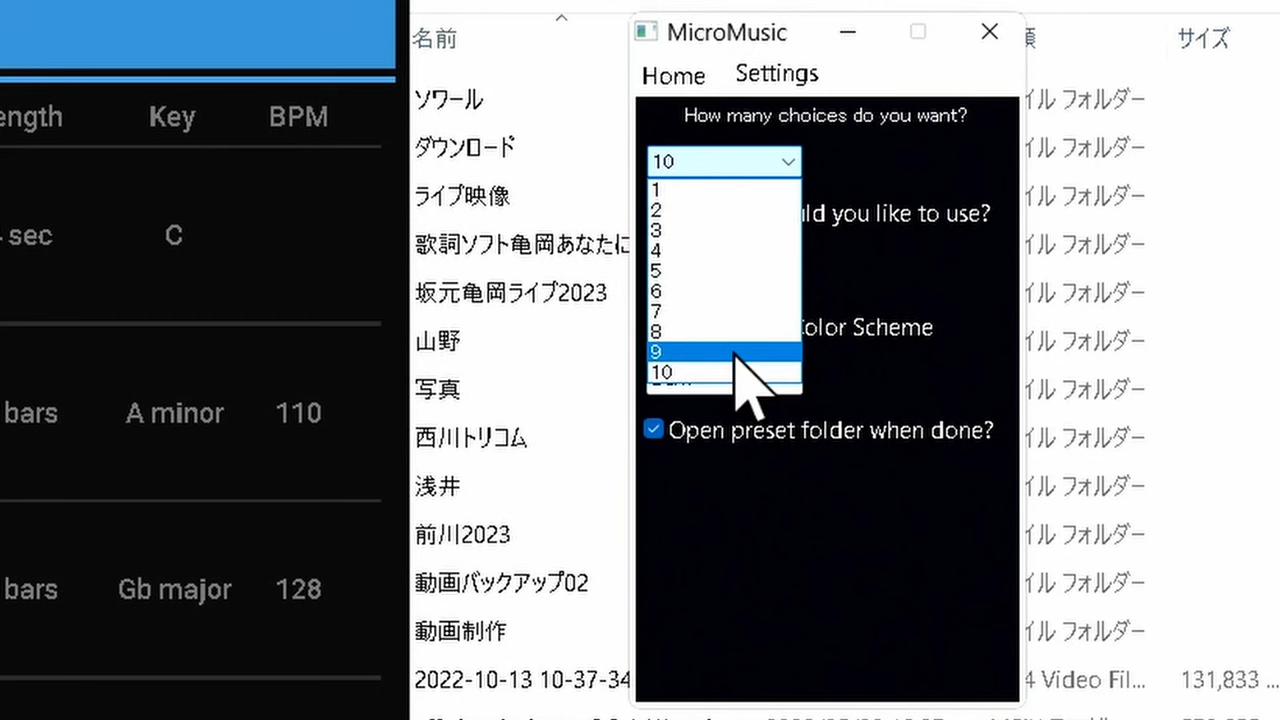 ength Key BPM
sec C
bars A minor 110
bars Gb major 128
名前
サイズ
ソワール
ダウンロード
ライブ映像
歌詞ソフト亀岡あなたに
坂元亀岡ライブ2023
山野
写真
西川トリコム
浅井
前川2023
動画バックアップ02
動画制作
2022-10-13 10-37-34
MicroMusic
Home Settings
How many choices do you want?
10
1
2
3
4
5
6
7
8
9
10
ld you like to use?
Color Scheme
Open preset folder when done?
イル フォルダー
イル フォルダー
イル フォルダー
イル フォルダー
イル フォルダー
イル フォルダー
イル フォルダー
イル フォルダー
イル フォルダー
イル フォルダー
イル フォルダー
イル フォルダー
4 Video Fil... 131,833 ...